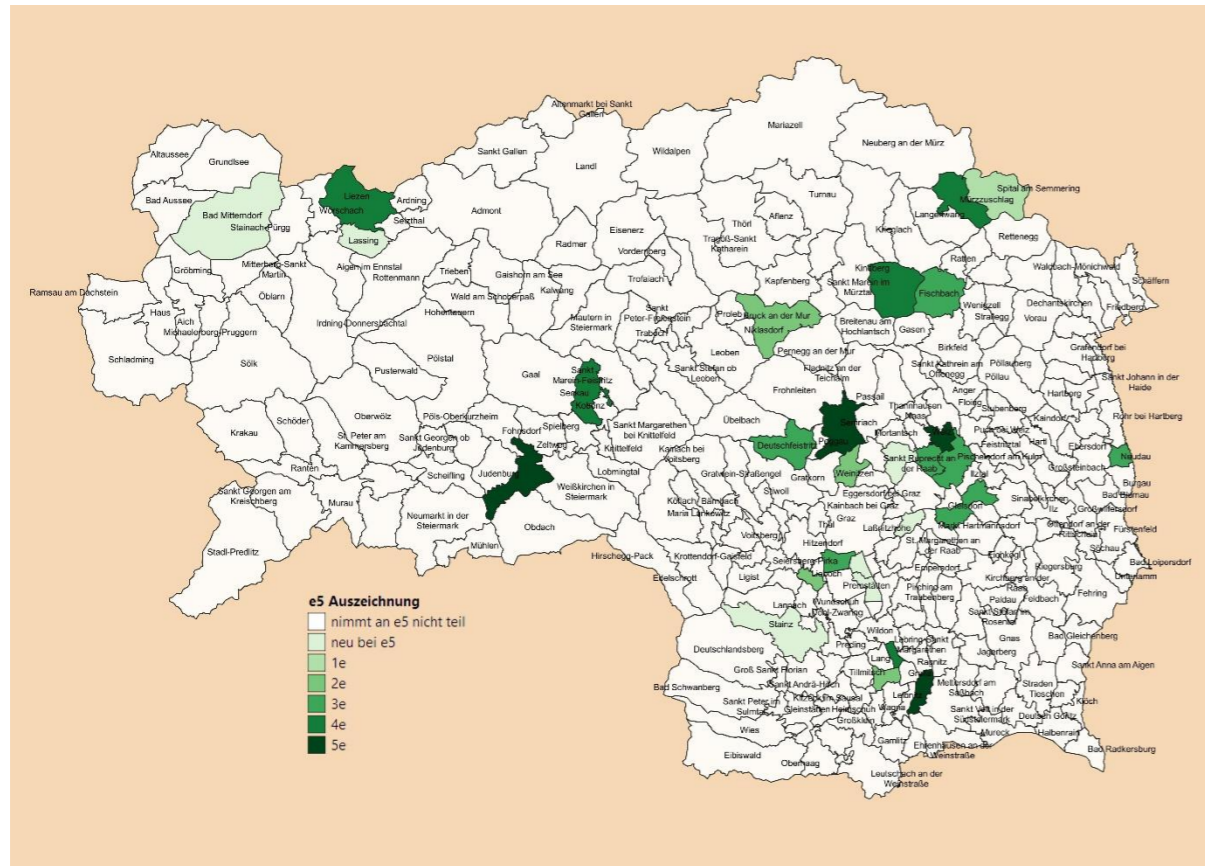 Altenmarkt bei Sankt
Gallen
Mariazell
Altaussee
Grundlsee
Sankt Gallen
Landl
Wildalpen
Neuberg an der Mürz
Bad Aussee
Bad Mitterndorf
Stainach-Pürgg
Liezen
Wörschach
Ardning
Selzthal
Admont
Lassing
Turnau
Aflenz
Thörl
Tragöß-Sankt
Katharein
Langenwang
Mürzzuschlag
Spital am Semmering
Krieglach
Rettenegg
Ratten
Eisenerz
Radmer
Vordernberg
Trofaiach
Kapfenberg
Kindberg
Sankt Marein im
Mürztal
Fischbach
Waldbach-Mönichwald
Schäffern
Friedberg
Dechantskirchen
Vorau
Gröbming
Mitterberg-Sankt
Martin
Öblarn
Aigen im Ennstal
Rottenmann
Trieben
Gaishorn am See
Kalwang
Wald am Schoberpaß
Hohentauern
Mautern in
Steiermark
Sankt
Peter-Freienstein
Traboch
Proleb
Bruck an der Mur
Niklasdorf
Breitenau am
Hochlantsch
Gasen
Strallegg
Ramsau am Dachstein
Haus
Aich
Michaelerberg-Pruggern
Schladming
Sölk
Irdning-Donnersbachtal
Pusterwald
Pölstal
Gaal
Leoben
Sankt Stefan ob
Leoben
Pernegg an der Mur
Fladnitz an der
Teichalm
Birkfeld
Sankt Kathrein am
Offenegg
Pöllauberg
Pöllau
Grafendorf bei
Hartberg
Sankt Johann in der
Haide
Frohnleiten
Passail
Anger
Floing
Hartberg
Krakau
Schöder
Oberwölz
St. Peter am
Kammersberg
Ranten
Pöls-Oberkurzheim
Sankt Georgen ob
Judenburg
Scheifling
Fohnsdorf
Sankt
Marein-Feistritz
Seckau
Kobenz
Spielberg
Zeltweg
Knittelfeld
Sankt Margarethen
bei Knittelfeld
Lobmingtal
Übelbach
Deutschfeistritz
Semriach
Peggau
Thannhausen
Naas
Mortantsch
Stubenberg
Puch bei Weiz
Feistritztal
Kaindorf
Hartl
Rohr bei Hartberg
Ebersdorf
Neudau
Großsteinbach
Burgau
Judenburg
Weißkirchen in
Steiermark
Kainach bei
Voitsberg
Gratwein-Straßengel
Gratkorn
Weinitzen
Sankt Ruprecht an
der Raab
Pischelsdorf am Kulm
Ilztal
Sankt Georgen am
Kreischberg
Murau
Neumarkt in der
Steiermark
Mühlen
Obdach
Stadl-Predlitz
Hirschegg-Pack
Edelschrott
Köflach
Bärnbach
Maria Lankowitz
Stiwoll
Eggersdorf bei Graz
Kainbach bei Graz
Gleisdorf
Sinabelkirchen
Ilz
Bad Blumau
Großwilfersdorf
Fürstenfeld
Thal
Graz
Laßnitzhöhe
Markt Hartmannsdorf
Ottendorf an der
Rittschein
Söchau
Voitsberg
Hitzendorf
Krottendorf-Gaisfeld
Ligist
Seiersberg-Pirka
Lieboch
St. Margarethen an
der Raab
Eichkögl
Riegersburg
Bad Loipersdorf
Unterlamm
Empersdorf
Kirchberg an der
Raab
Premstätten
Pirching am
Traubenberg
Paldau
Feldbach
Fehring
Lannach
Stainz
Wundschuh
Dobl-Zwaring
Sankt Stefan im
Rosental
Gnas
Bad Gleichenberg
Deutschlandsberg
Preding
Wildon
Lebring-Sankt
Margarethen
Lang
Ragnitz
Jagerberg
Sankt Anna am Aigen
Groß Sankt Florian
Tillmitsch
Gralla
Mettersdorf am
Saßbach
Straden
Tieschen
Klöch
Bad Schwanberg
Sankt Andrä-Höch
Kitzeck im Sausal
Leibnitz
Sankt Peter im
Sulmtal
Gleinstätten
Heimschuh
Wagna
Großklein
Sankt Veit in der
Südsteiermark
Deutsch Goritz
Wies
Mureck
Halbenrain
Bad Radkersburg
Eibiswald
Oberhaag
Gamlitz
Ehrenhausen an der
Weinstraße
Leutschach an der
Weinstraße
e5 Auszeichnung
nimmt an e5 nicht teil
neu bei e5
1e
2e
3e
4e
5e